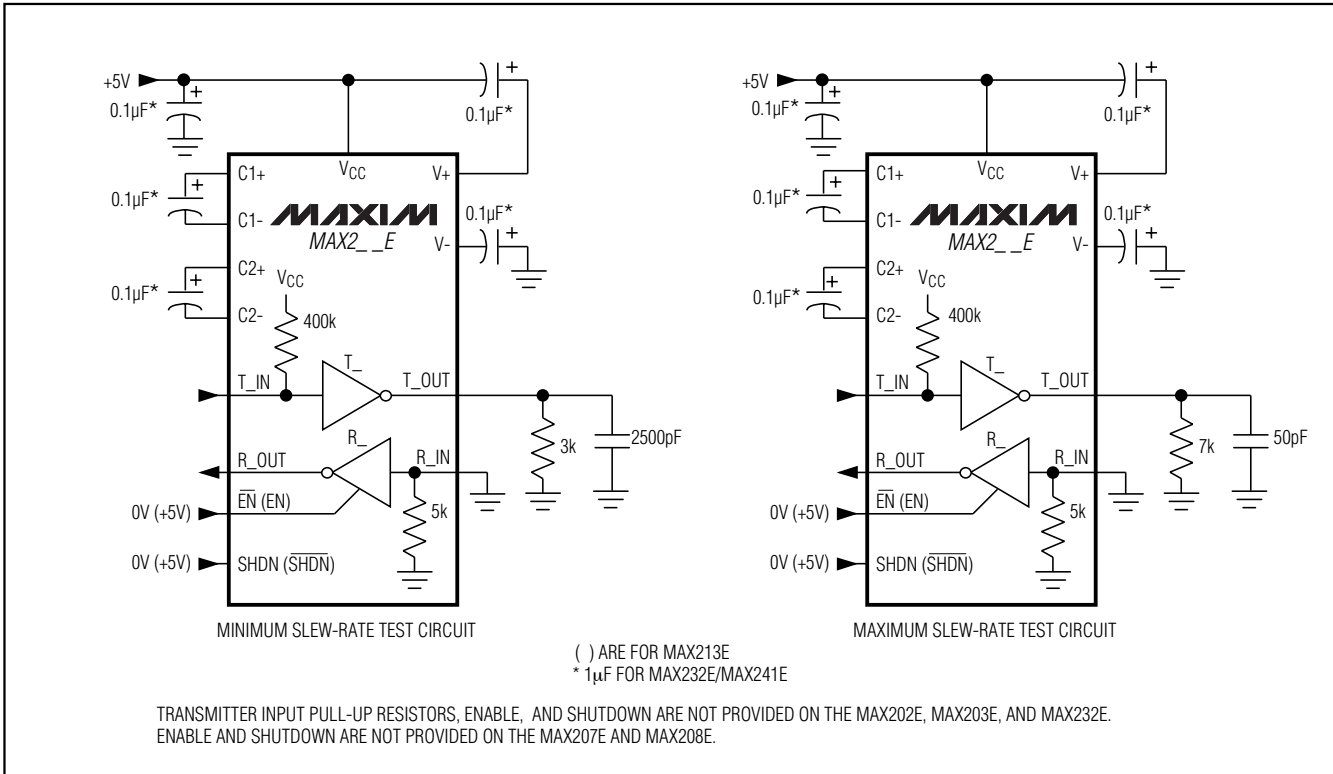 +5V
0.1µF*
+
0.1µF*
+
VCC
C1+
V+
0.1µF*
+
C1-
MAXIM
MAX2_ _E
0.1µF*
+
V-
C2+
0.1µF*
+
C2-
VCC
400k
T_IN
T_
T_OUT
3k
2500pF
R_OUT
R_
R_IN
5k
0V (+5V)
E̅N̅ (EN)
0V (+5V)
SHDN (S̅H̅D̅N̅)
MINIMUM SLEW-RATE TEST CIRCUIT
+5V
0.1µF*
+
0.1µF*
+
VCC
C1+
V+
0.1µF*
+
C1-
MAXIM
MAX2_ _E
0.1µF*
+
V-
C2+
0.1µF*
+
C2-
VCC
400k
T_IN
T_
T_OUT
7k
50pF
R_OUT
R_
R_IN
5k
0V (+5V)
E̅N̅ (EN)
0V (+5V)
SHDN (S̅H̅D̅N̅)
MAXIMUM SLEW-RATE TEST CIRCUIT
( ) ARE FOR MAX213E
* 1µF FOR MAX232E/MAX241E
TRANSMITTER INPUT PULL-UP RESISTORS, ENABLE, AND SHUTDOWN ARE NOT PROVIDED ON THE MAX202E, MAX203E, AND MAX232E.
ENABLE AND SHUTDOWN ARE NOT PROVIDED ON THE MAX207E AND MAX208E.